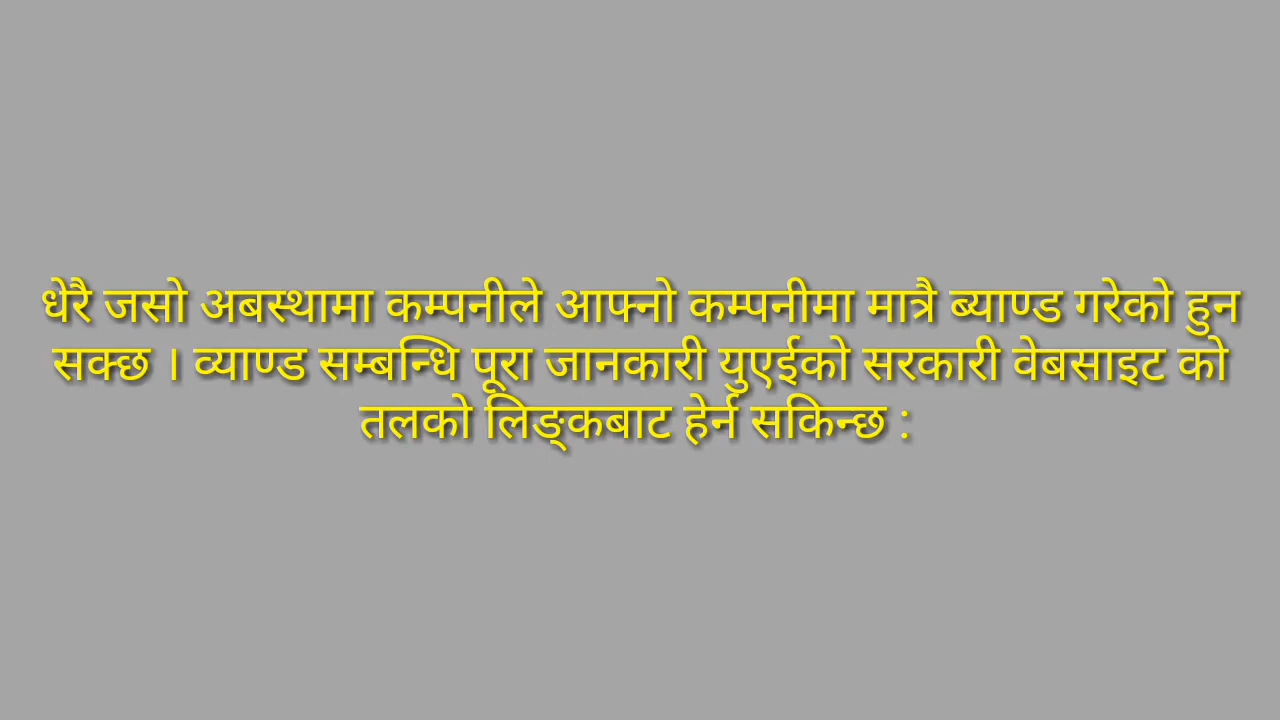 धेरै जसो अबस्थामा कम्पनीले आफ्नो कम्पनीमा मात्रै ब्याण्ड गरेको हुन
सक्छ । व्याण्ड सम्बन्धि पूरा जानकारी युएईको सरकारी वेबसाइट को
तलको लिङ्कबाट हेर्न सकिन्छ :